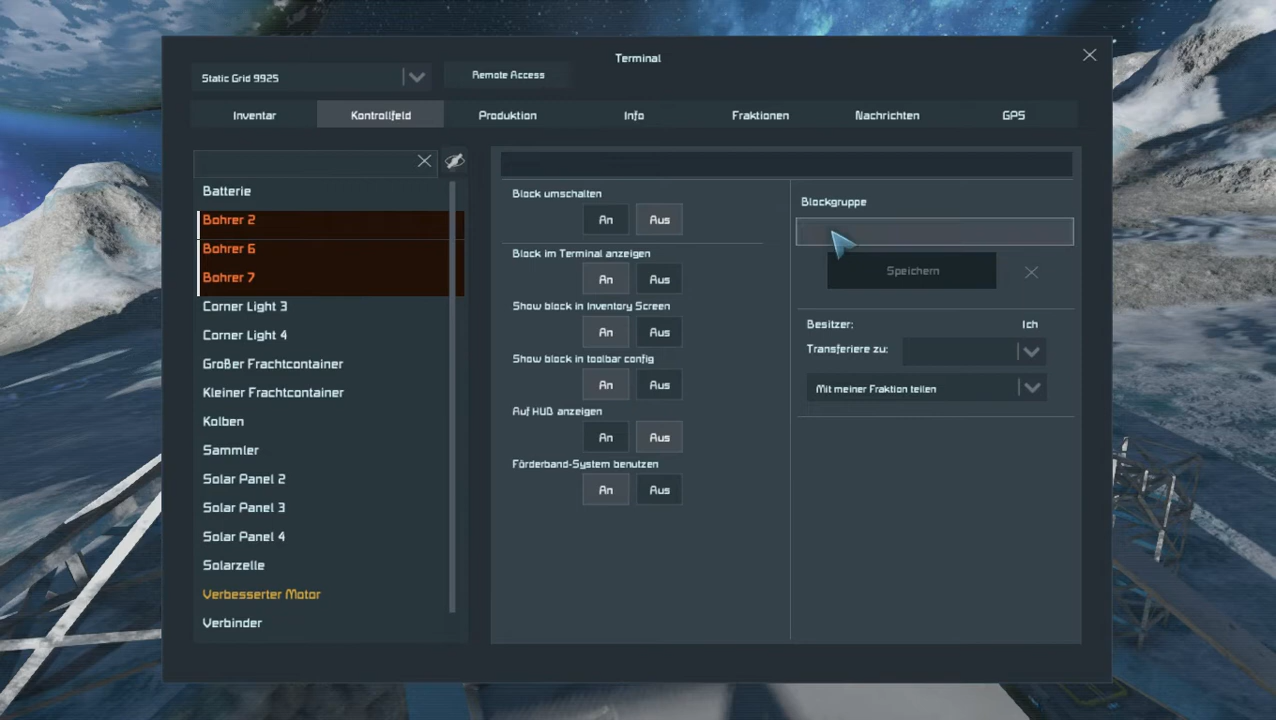 Terminal
Static Grid 9925
Remote Access
Inventar
Kontrollfeld
Produktion
Info
Fraktionen
Nachrichten
GPS
Batterie
Bohrer 2
Bohrer 6
Bohrer 7
Corner Light 3
Corner Light 4
Großer Frachtcontainer
Kleiner Frachtcontainer
Kolben
Sammler
Solar Panel 2
Solar Panel 3
Solar Panel 4
Solarzelle
Verbesserter Motor
Verbinder
Block umschalten
An Aus
Block im Terminal anzeigen
An Aus
Show block in Inventory Screen
An Aus
Show block in toolbar config
An Aus
Auf HUD anzeigen
An Aus
Förderband-System benutzen
An Aus
Blockgruppe
Speichern
Besitzer: Ich
Transferiere zu:
Mit meiner Fraktion teilen